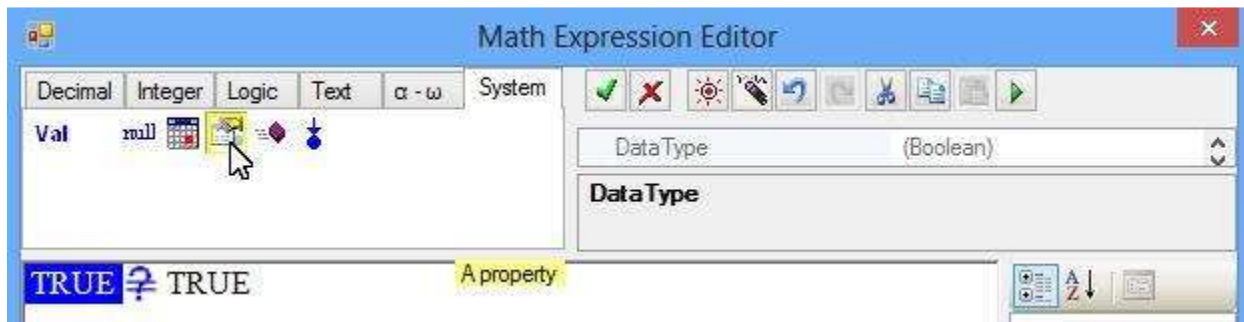 Math Expression Editor
Decimal Integer Logic Text α - ω System
Val null
DataType (Boolean)
DataType
TRUE ≟ TRUE
A property
A
Z